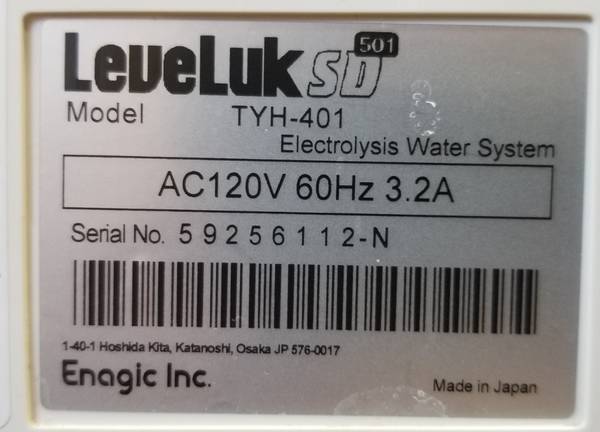 LeveLuk SD 501
Model TYH-401
Electrolysis Water System
AC120V 60Hz 3.2A
Serial No. 59256112-N
1-40-1 Hoshida Kita, Katanoshi, Osaka JP 576-0017
Enagic Inc.
Made in Japan